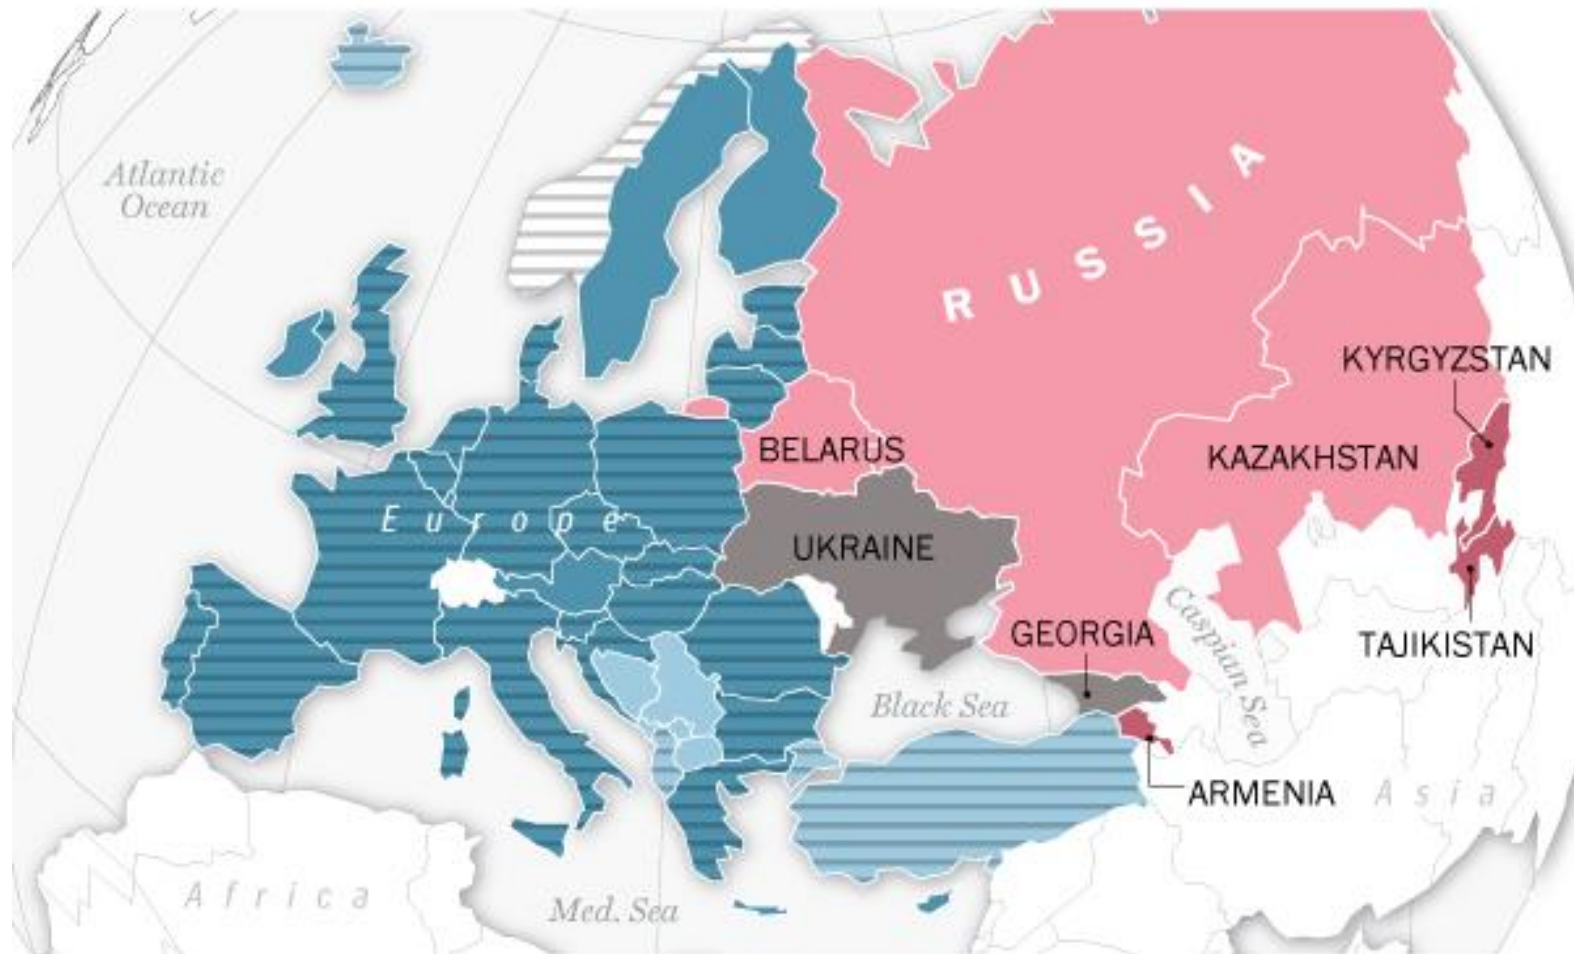 Atlantic
Ocean
RUSSIA
KYRGYZSTAN
BELARUS
KAZAKHSTAN
Europe
UKRAINE
GEORGIA
Caspian Sea
TAJIKISTAN
Black Sea
ARMENIA
Asia
Africa
Med. Sea